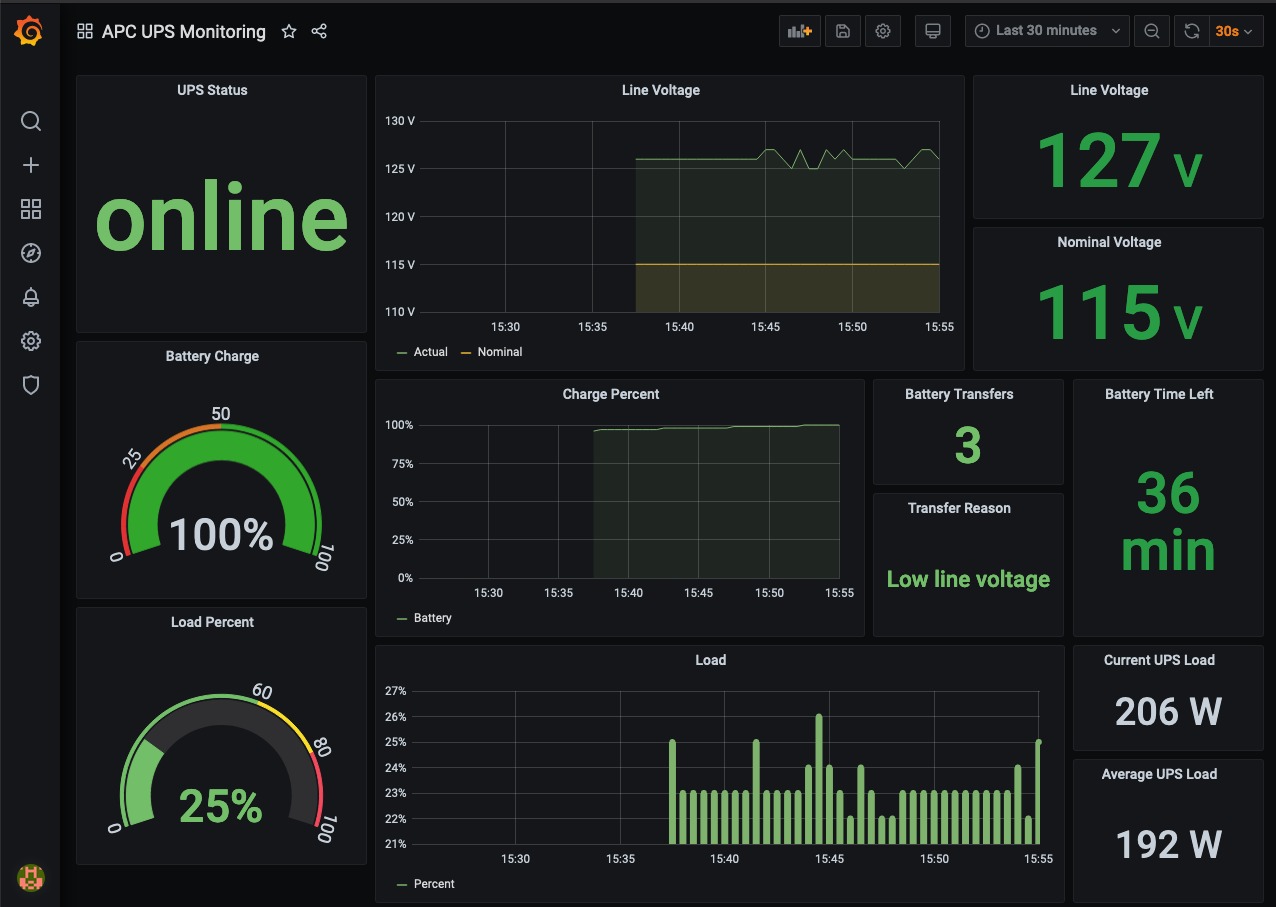 APC UPS Monitoring
Last 30 minutes
30s
UPS Status
online
Line Voltage
130 V
125 V
120 V
115 V
110 V
15:30 15:35 15:40 15:45 15:50 15:55
Actual Nominal
Line Voltage
127 V
Nominal Voltage
115 V
Battery Charge
0 25 50 100
100%
Charge Percent
100%
75%
50%
25%
0%
15:30 15:35 15:40 15:45 15:50 15:55
Battery
Battery Transfers
3
Transfer Reason
Low line voltage
Battery Time Left
36
min
Load Percent
0 60 80 100
25%
Load
27%
26%
25%
24%
23%
22%
21%
15:30 15:35 15:40 15:45 15:50 15:55
Percent
Current UPS Load
206 W
Average UPS Load
192 W